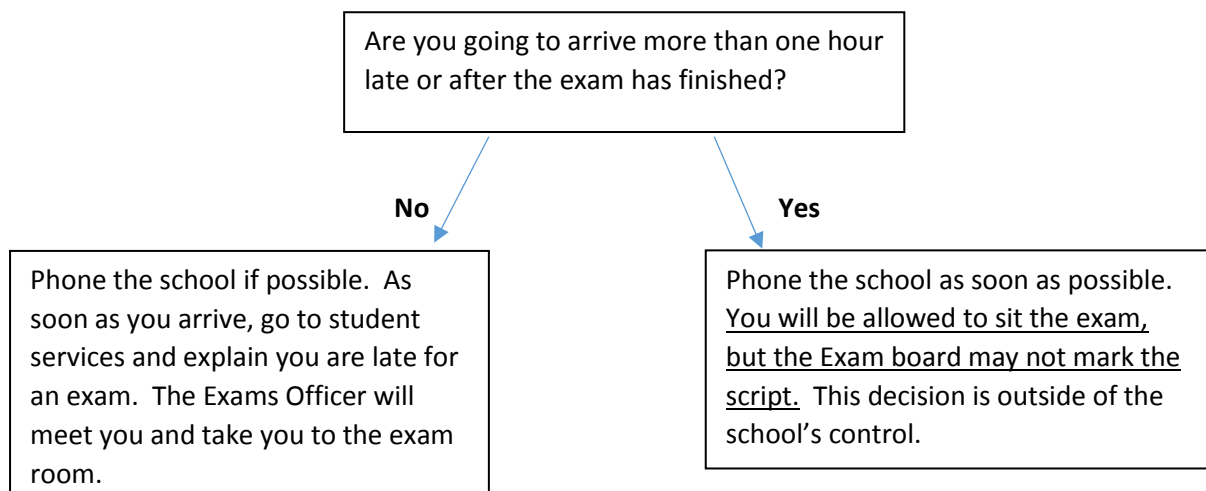 Are you going to arrive more than one hour
late or after the exam has finished?
No
Yes
Phone the school if possible.  As
soon as you arrive, go to student
services and explain you are late for
an exam.  The Exams Officer will
meet you and take you to the exam
room.
Phone the school as soon as possible.
You will be allowed to sit the exam,
but the Exam board may not mark the
script.  This decision is outside of the
school’s control.